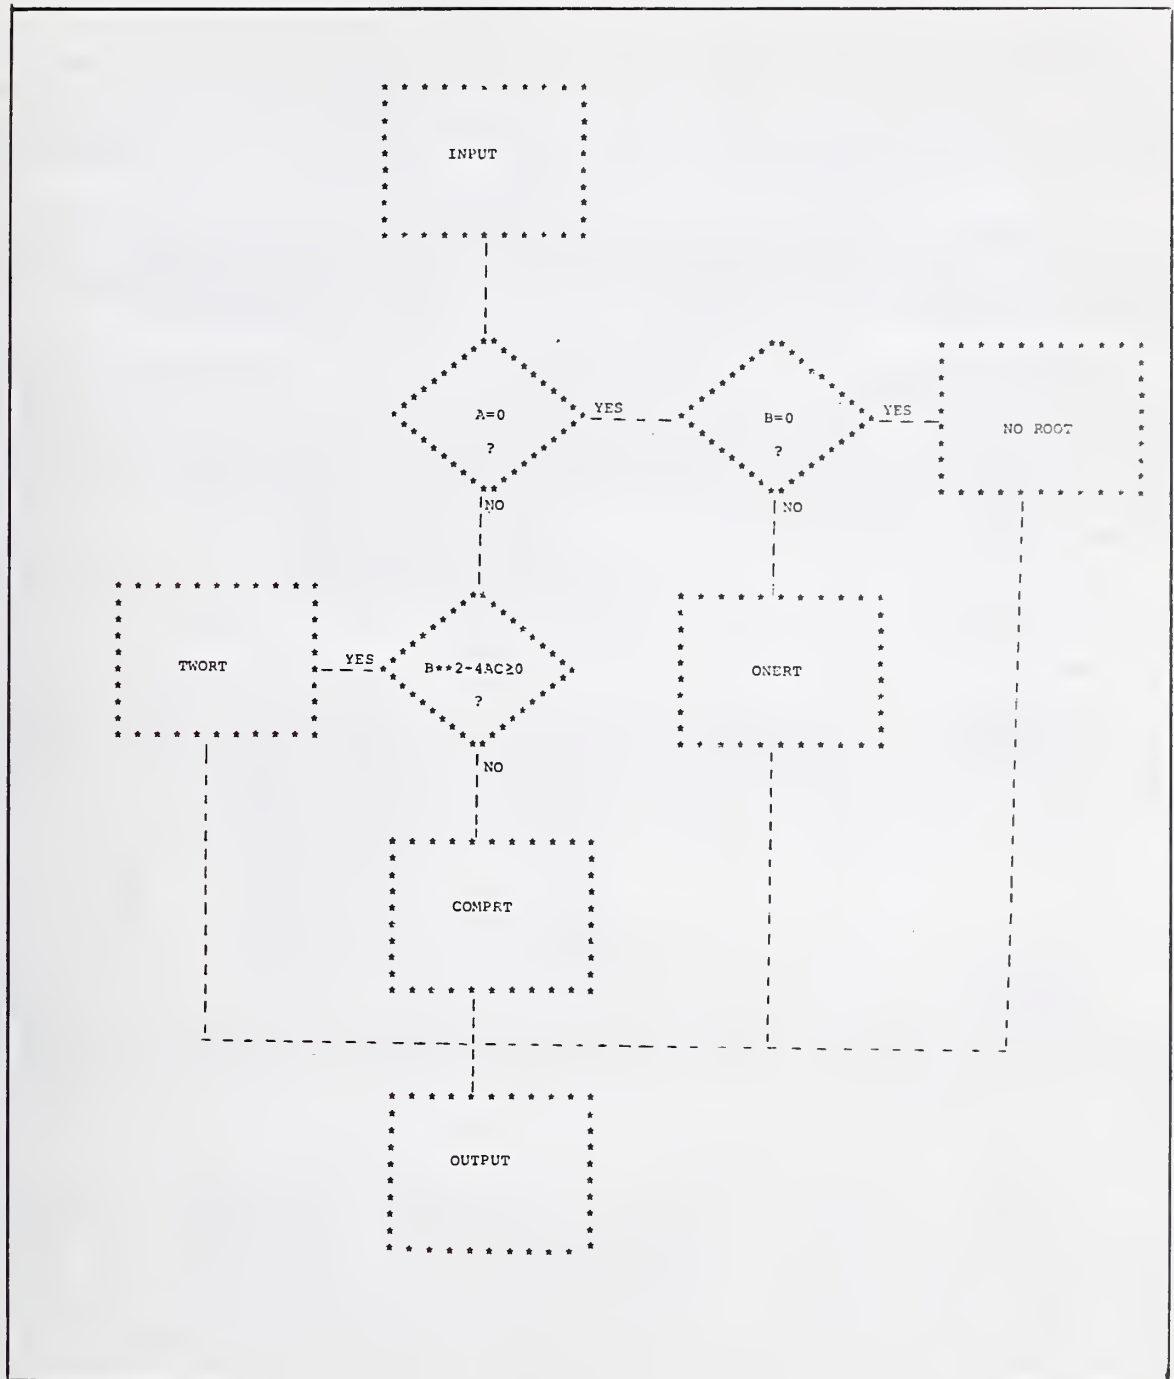 INPUT
A=0
?
YES
B=0
?
YES
NO ROOT
NO
NO
TWORT
YES
B**2-4AC≥0
?
ONERT
NO
COMPRT
OUTPUT